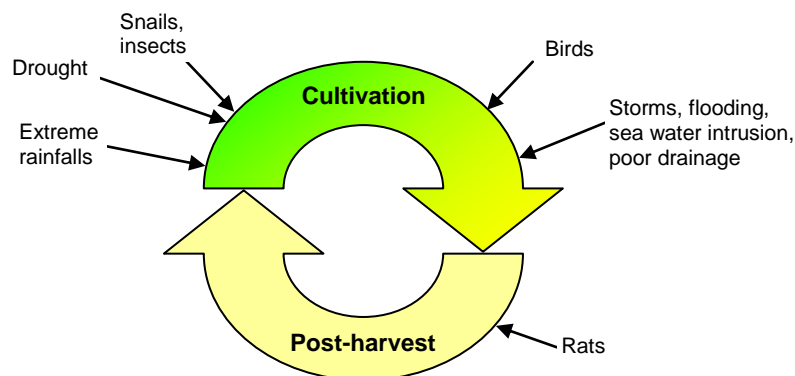 Snails,
insects
Birds
Drought
Cultivation
Storms, flooding,
sea water intrusion,
poor drainage
Extreme
rainfalls
Post-harvest
Rats